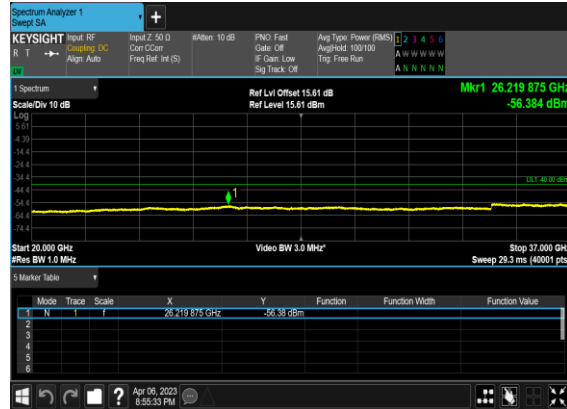 Spectrum Analyzer 1
Swept SA
+
KEYSIGHT Input: RF Input Z: 50 Ω #Atten: 10 dB PNO: Fast Avg Type: Power (RMS) 1 2 3 4 5 6
R T Coupling: DC Corr CCorr Gate: Off Avg|Hold: 100/100 A W W W W W
Align: Auto Freq Ref: Int (S) IF Gain: Low Trig: Free Run
Sig Track: Off A N N N N N
1 Spectrum Ref Lvl Offset 15.61 dB Mkr1 26.219 875 GHz
Scale/Div 10 dB Ref Level 15.61 dBm -56.384 dBm
Log
5.61
-4.39
-14.4
-24.4
-34.4 DL1 -40.00 dBm
-44.4
-54.4 1
-64.4
-74.4
Start 20.000 GHz Video BW 3.0 MHz* Stop 37.000 GHz
#Res BW 1.0 MHz Sweep 29.3 ms (40001 pts)
5 Marker Table
Mode Trace Scale X Y Function Function Width Function Value
1 N 1 f 26.219 875 GHz -56.38 dBm
2
3
4
5
6
? Apr 06, 2023
8:55:33 PM